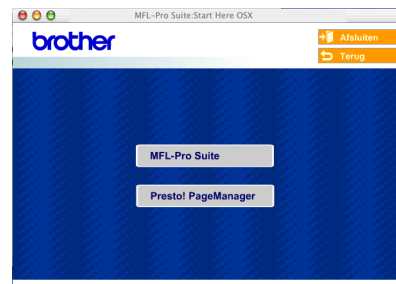 MFL-Pro Suite:Start Here OSX
brother
Afsluiten
Terug
MFL-Pro Suite
Presto! PageManager